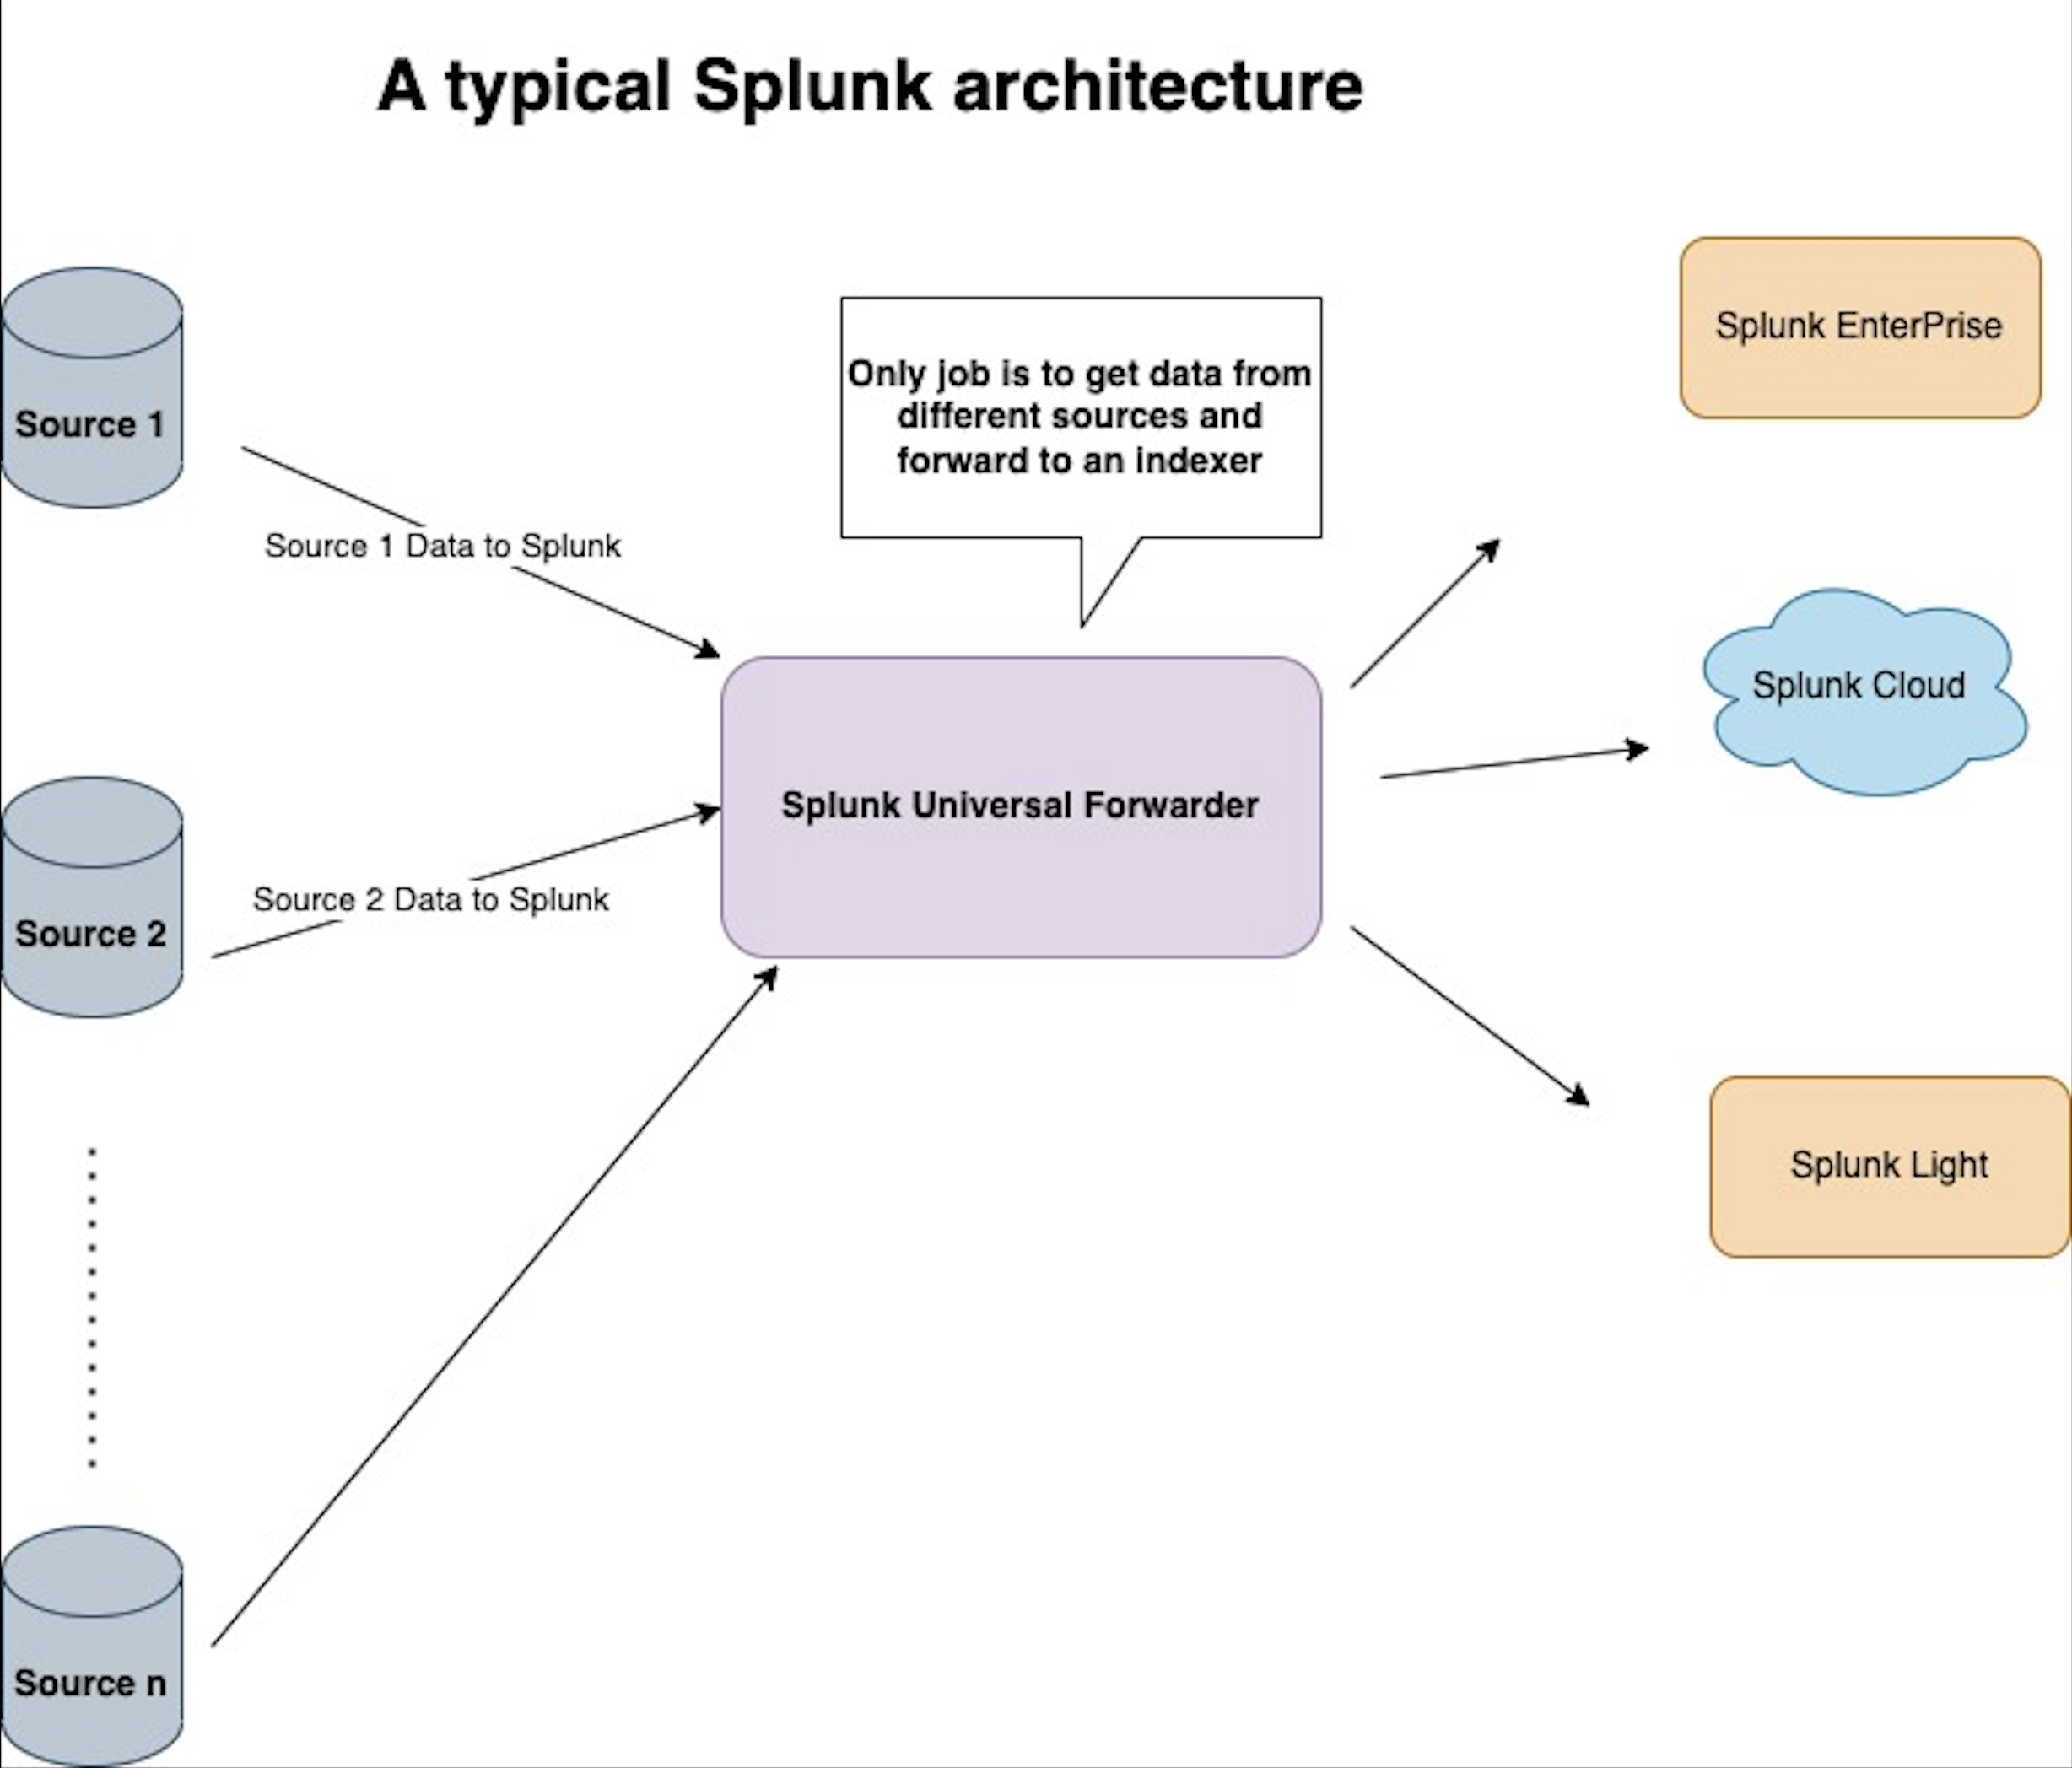 A typical Splunk architecture
Splunk EnterPrise
Only job is to get data from
different sources and
forward to an indexer
Source 1
Source 1 Data to Splunk
Splunk Cloud
Splunk Universal Forwarder
Source 2 Data to Splunk
Source 2
Splunk Light
Source n